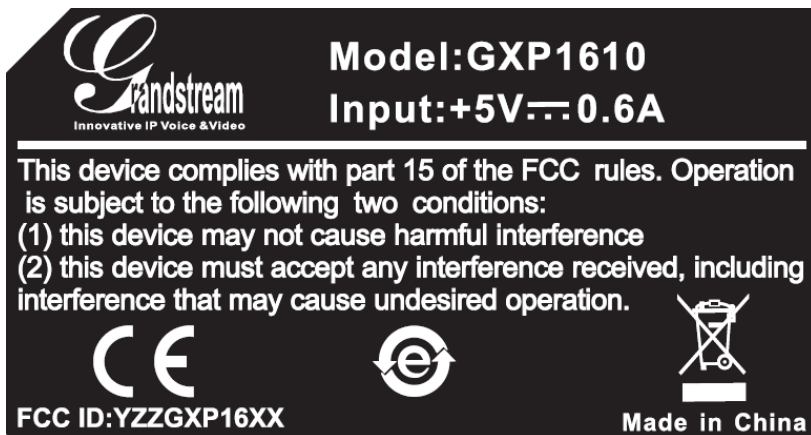 Grandstream
Innovative IP Voice &Video
Model:GXP1610
Input:+5V⎓0.6A
This device complies with part 15 of the FCC rules. Operation
is subject to the following two conditions:
(1) this device may not cause harmful interference
(2) this device must accept any interference received, including
interference that may cause undesired operation.
CE
e
FCC ID:YZZGXP16XX
Made in China